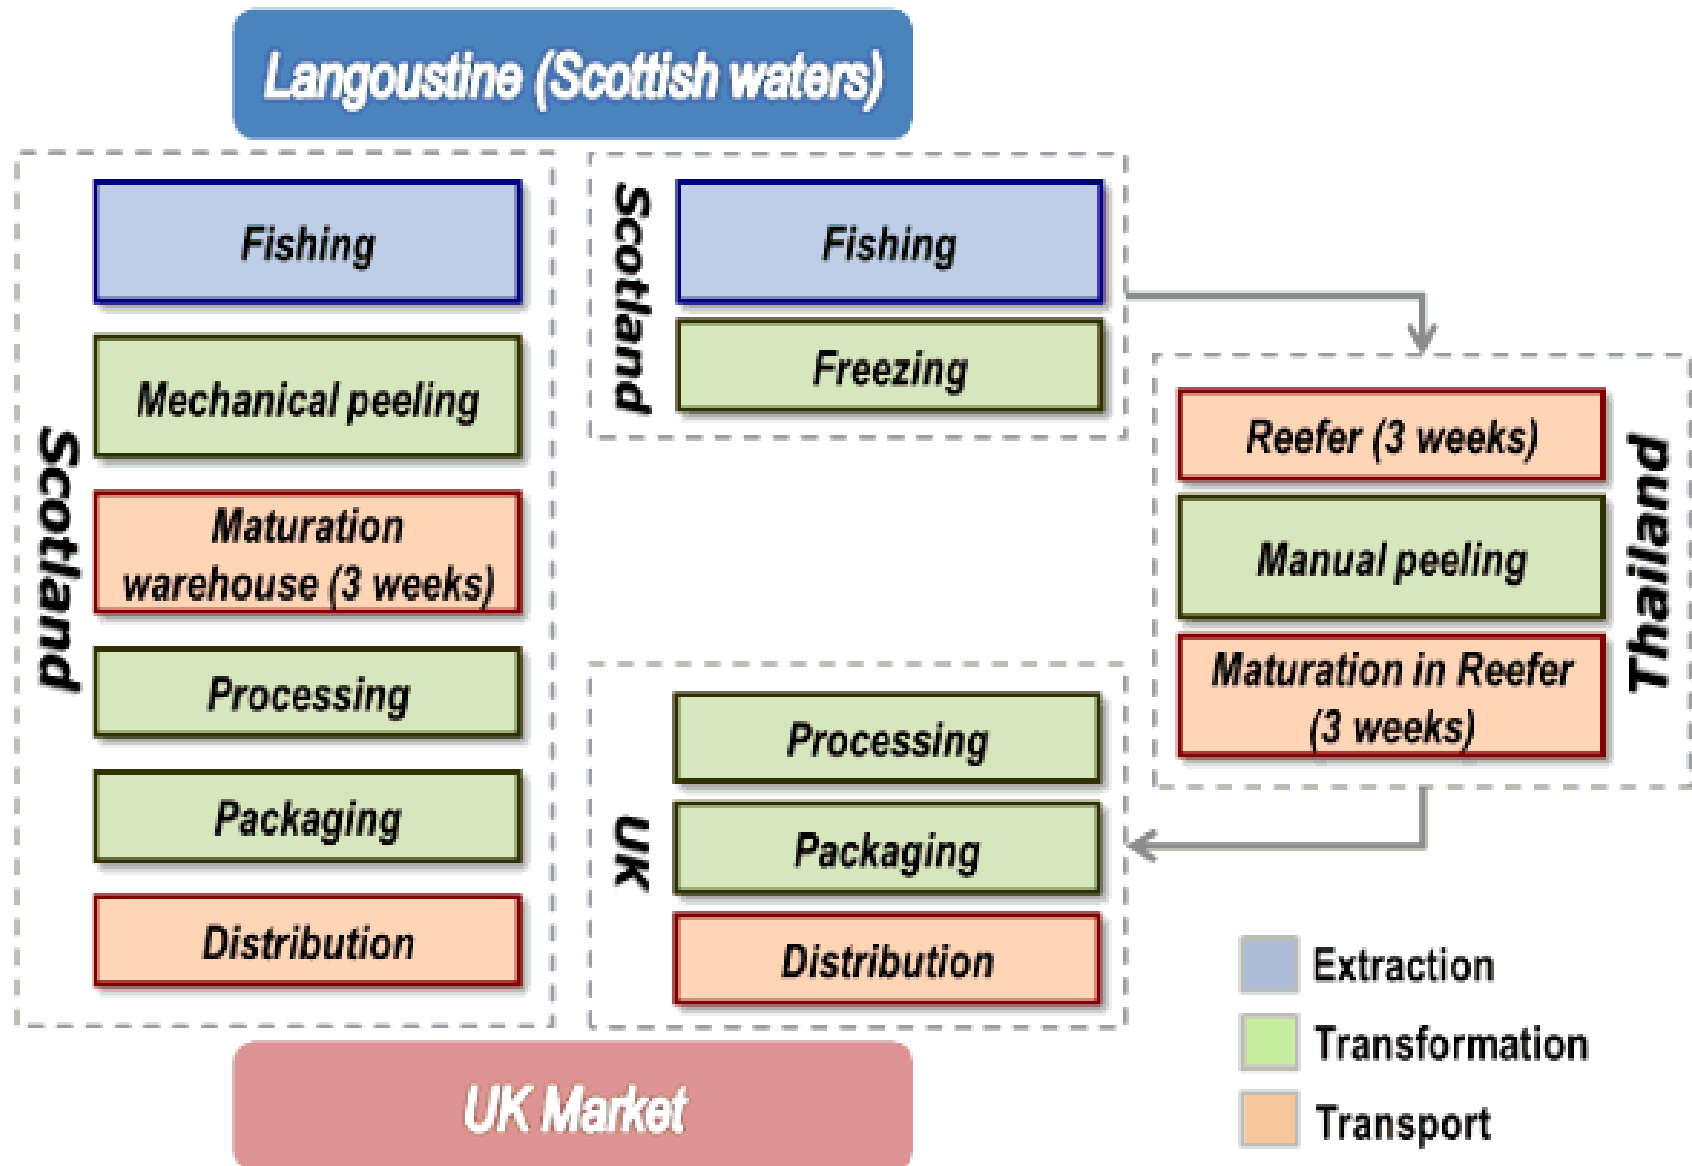 Langoustine (Scottish waters)
Scotland
Fishing
Mechanical peeling
Maturation
warehouse (3 weeks)
Processing
Packaging
Distribution
Scotland
Fishing
Freezing
Reefer (3 weeks)
Manual peeling
Maturation in Reefer
(3 weeks)
Thailand
UK
Processing
Packaging
Distribution
UK Market
Extraction
Transformation
Transport